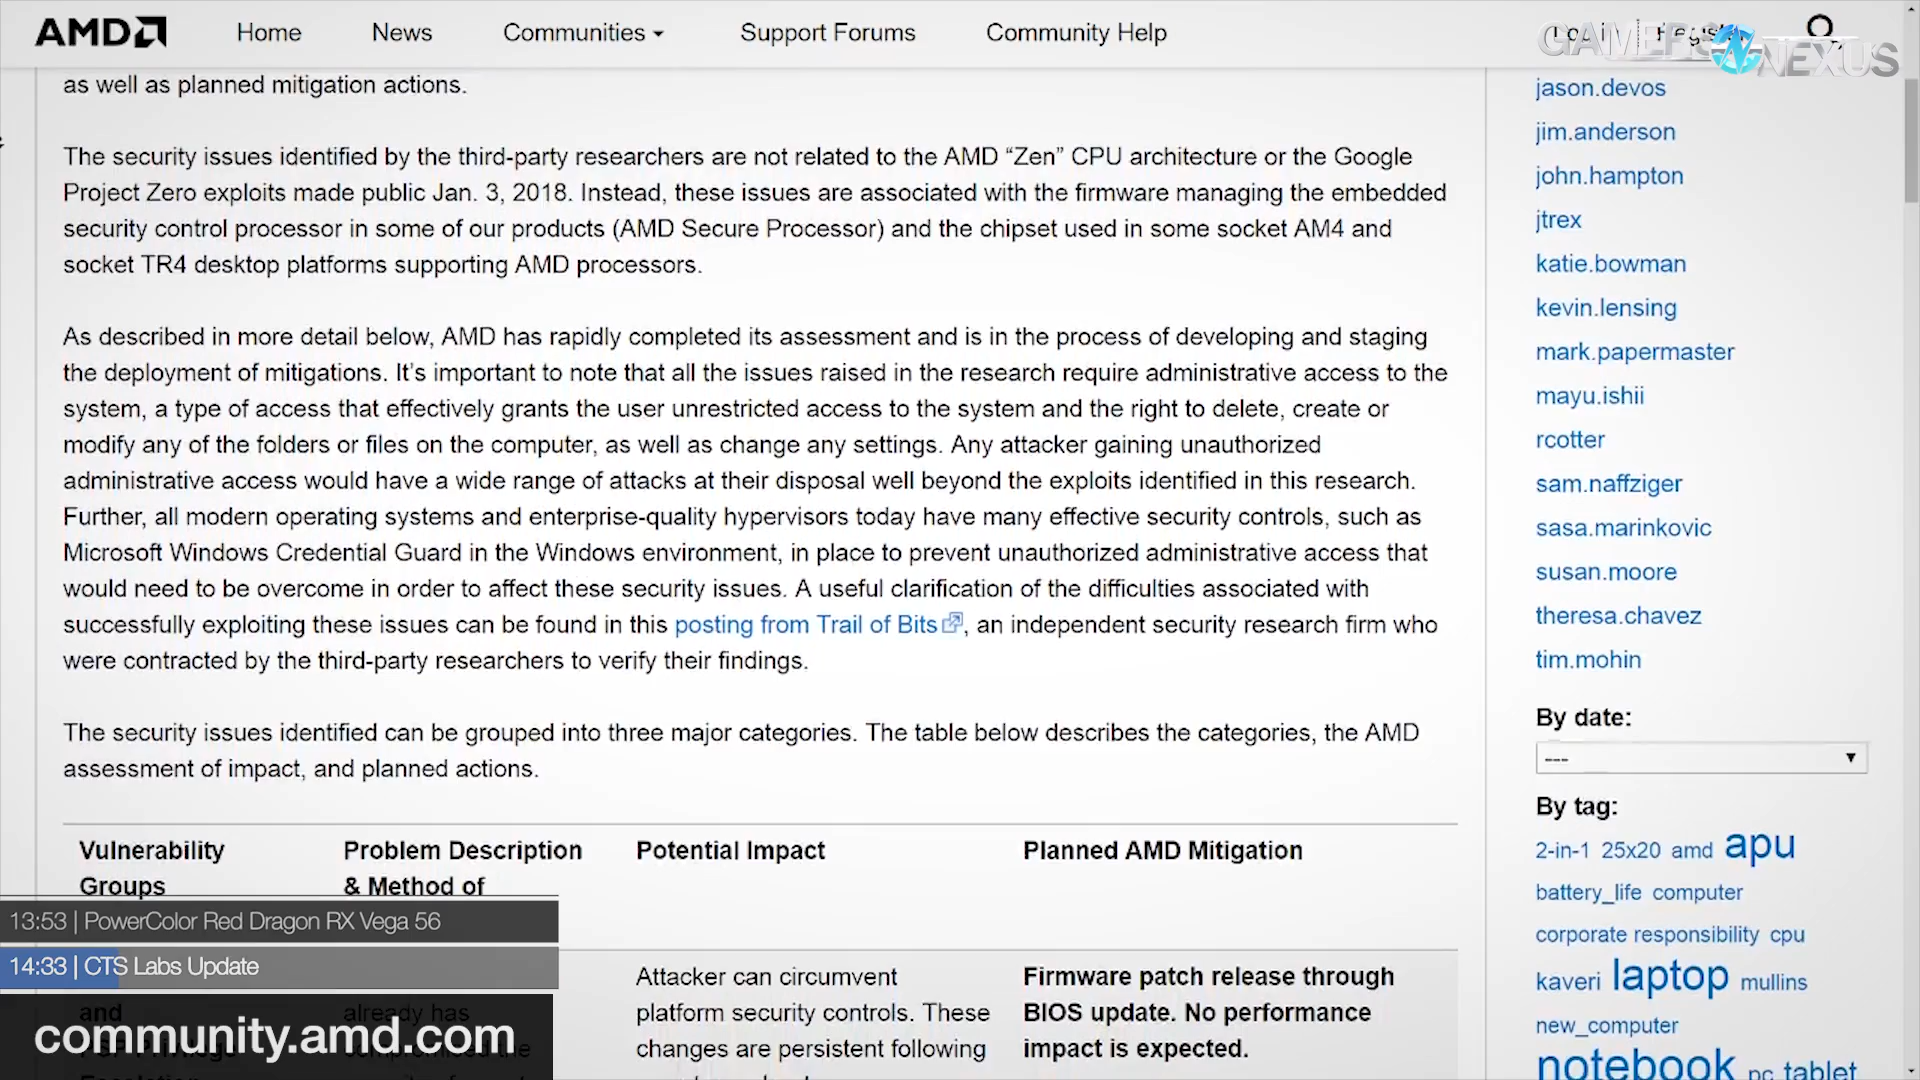 AMD
Home
News
Communities
Support Forums
Community Help
Log in
Register
GAMERS NEXUS
as well as planned mitigation actions.
The security issues identified by the third-party researchers are not related to the AMD “Zen” CPU architecture or the Google
Project Zero exploits made public Jan. 3, 2018. Instead, these issues are associated with the firmware managing the embedded
security control processor in some of our products (AMD Secure Processor) and the chipset used in some socket AM4 and
socket TR4 desktop platforms supporting AMD processors.
As described in more detail below, AMD has rapidly completed its assessment and is in the process of developing and staging
the deployment of mitigations. It’s important to note that all the issues raised in the research require administrative access to the
system, a type of access that effectively grants the user unrestricted access to the system and the right to delete, create or
modify any of the folders or files on the computer, as well as change any settings. Any attacker gaining unauthorized
administrative access would have a wide range of attacks at their disposal well beyond the exploits identified in this research.
Further, all modern operating systems and enterprise-quality hypervisors today have many effective security controls, such as
Microsoft Windows Credential Guard in the Windows environment, in place to prevent unauthorized administrative access that
would need to be overcome in order to affect these security issues. A useful clarification of the difficulties associated with
successfully exploiting these issues can be found in this posting from Trail of Bits, an independent security research firm who
were contracted by the third-party researchers to verify their findings.
The security issues identified can be grouped into three major categories. The table below describes the categories, the AMD
assessment of impact, and planned actions.
Vulnerability
Groups
Problem Description
& Method of
Potential Impact
Planned AMD Mitigation
and
already has
Attacker can circumvent
platform security controls. These
changes are persistent following
Firmware patch release through
BIOS update. No performance
impact is expected.
jason.devos
jim.anderson
john.hampton
jtrex
katie.bowman
kevin.lensing
mark.papermaster
mayu.ishii
rcotter
sam.naffziger
sasa.marinkovic
susan.moore
theresa.chavez
tim.mohin
By date:
---
By tag:
2-in-1 25x20 amd apu
battery_life computer
corporate responsibility cpu
kaveri laptop mullins
new_computer
notebook pc tablet
13:53 | PowerColor Red Dragon RX Vega 56
14:33 | CTS Labs Update
community.amd.com